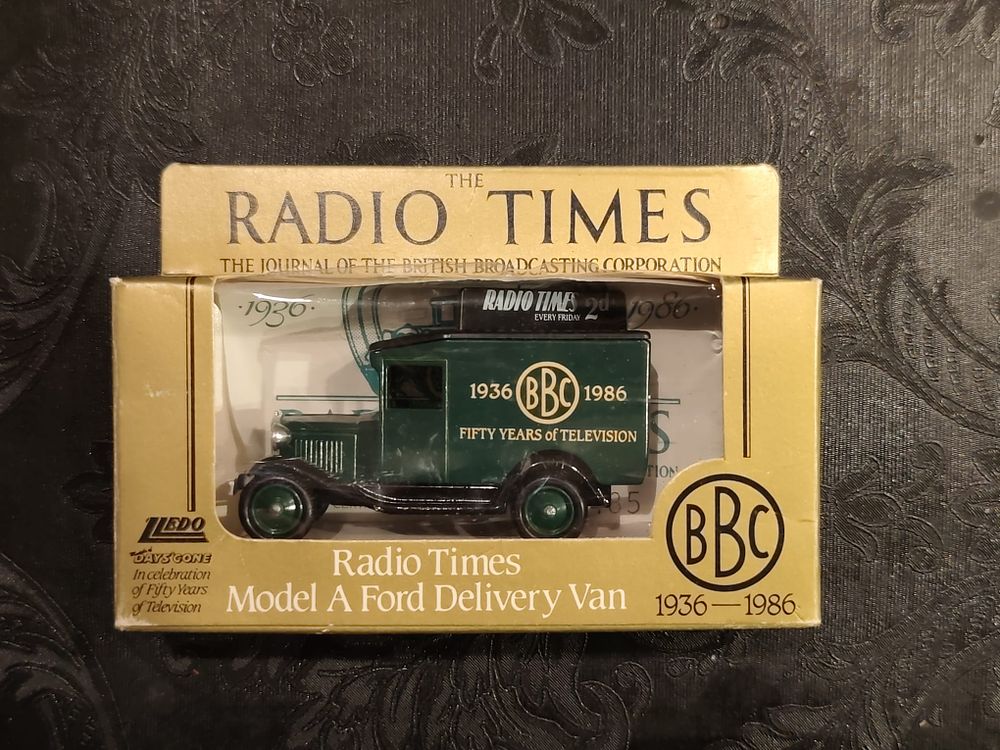 THE
RADIO TIMES
THE JOURNAL OF THE BRITISH BROADCASTING CORPORATION
·1936·
·1986·
RADIO TIMES 2d
EVERY FRIDAY
1936 BBC 1986
FIFTY YEARS of TELEVISION
S
TION
85
LLEDO
DAYS GONE
In celebration
of Fifty Years
of Television
Radio Times
Model A Ford Delivery Van
BBC
1936—1986